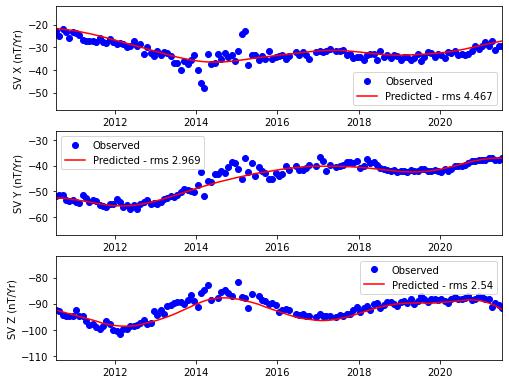 SV X (nT/Yr)
−20
−30
−40
−50
Observed
Predicted - rms 4.467
2012 2014 2016 2018 2020
SV Y (nT/Yr)
−30
−40
−50
−60
Observed
Predicted - rms 2.969
2012 2014 2016 2018 2020
SV Z (nT/Yr)
−80
−90
−100
−110
Observed
Predicted - rms 2.54
2012 2014 2016 2018 2020